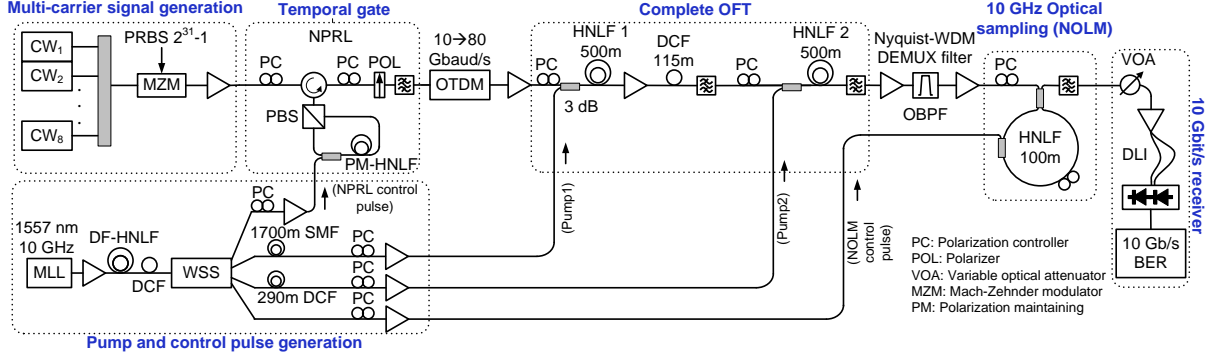 Multi-carrier signal generation
CW1
CW2
CW8
PRBS 2^31-1
MZM
Temporal gate
NPRL
PC
PC
POL
PBS
PM-HNLF
(NPRL control
pulse)
10→80
Gbaud/s
OTDM
Complete OFT
PC
3 dB
HNLF 1
500m
DCF
115m
PC
HNLF 2
500m
(Pump1)
(Pump2)
Nyquist-WDM
DEMUX filter
OBPF
10 GHz Optical
sampling (NOLM)
PC
HNLF
100m
(NOLM
control
pulse)
VOA
DLI
10 Gb/s
BER
10 Gbit/s receiver
1557 nm
10 GHz
MLL
DF-HNLF
DCF
WSS
PC
1700m SMF
PC
290m DCF
PC
PC
Pump and control pulse generation
PC: Polarization controller
POL: Polarizer
VOA: Variable optical attenuator
MZM: Mach-Zehnder modulator
PM: Polarization maintaining